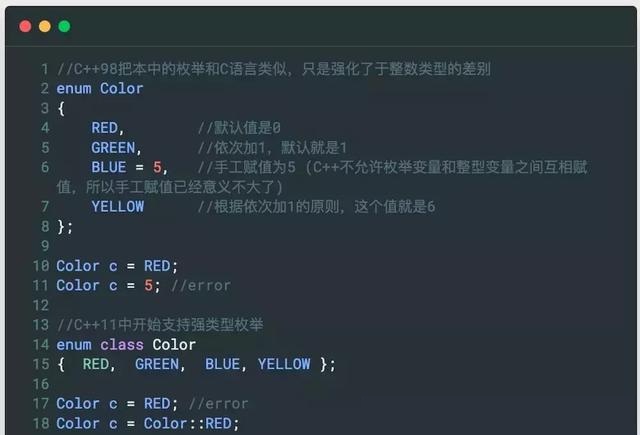 1 //C++98把本中的枚举和C语言类似，只是强化了于整数类型的差别
2 enum Color
3 {
4     RED,        //默认值是0
5     GREEN,      //依次加1，默认就是1
6     BLUE = 5,   //手工赋值为5 (C++不允许枚举变量和整型变量之间互相赋
值，所以手工赋值已经意义不大了)
7     YELLOW      //根据依次加1的原则，这个值就是6
8 };
9
10 Color c = RED;
11 Color c = 5; //error
12
13 //C++11中开始支持强类型枚举
14 enum class Color
15 {  RED,  GREEN,  BLUE, YELLOW };
16
17 Color c = RED; //error
18 Color c = Color::RED;